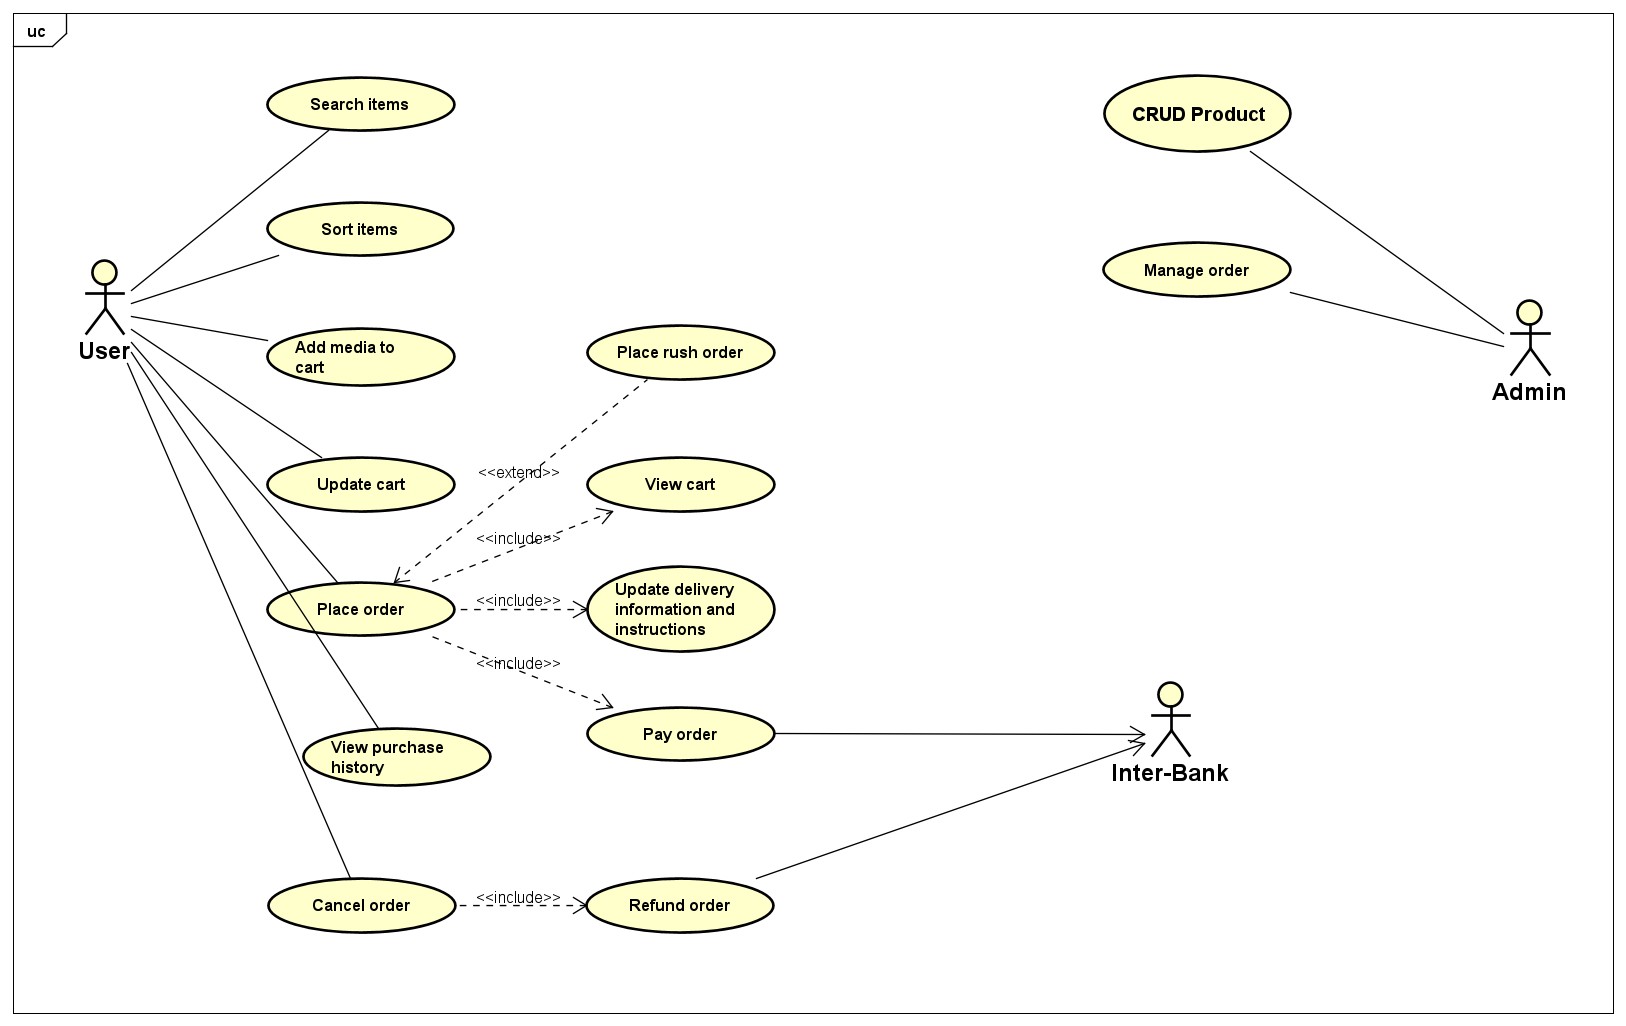 uc
Search items
CRUD Product
Sort items
Manage order
User
Add media to
cart
Place rush order
Admin
<<extend>>
Update cart
View cart
<<include>>
Place order
<<include>>
Update delivery
information and
instructions
<<include>>
View purchase
history
Pay order
Inter-Bank
Cancel order
<<include>>
Refund order